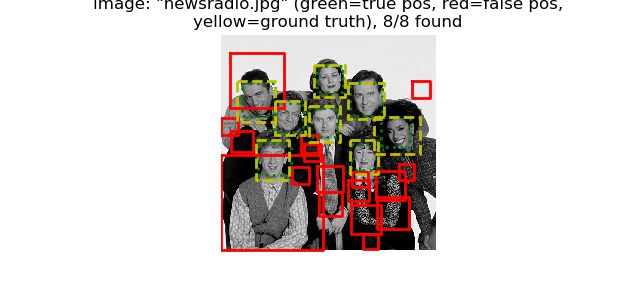 image: "newsradio.jpg" (green=true pos, red=false pos,
yellow=ground truth), 8/8 found